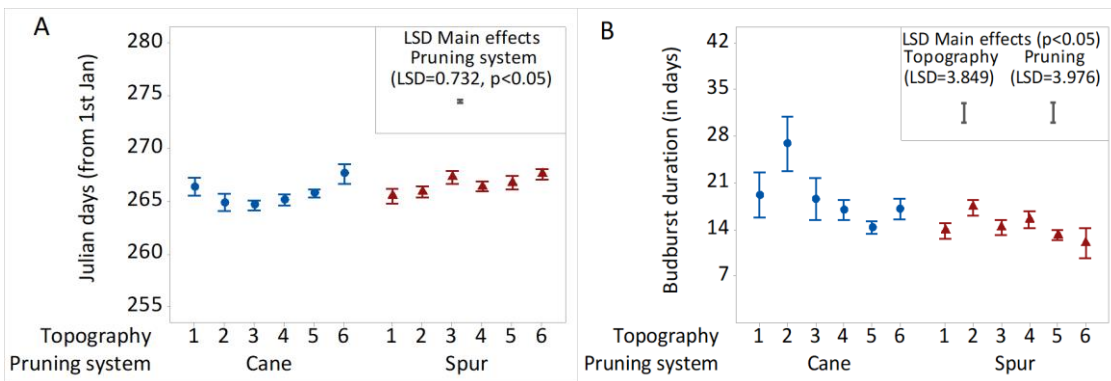 A
Julian days (from 1st Jan)
280
275
270
265
260
255
LSD Main effects
Pruning system
(LSD=0.732, p<0.05)
Topography 1 2 3 4 5 6 1 2 3 4 5 6
Pruning system Cane Spur
B
Budburst duration (in days)
42
35
28
21
14
7
LSD Main effects (p<0.05)
Topography Pruning
(LSD=3.849) (LSD=3.976)
Topography 1 2 3 4 5 6 1 2 3 4 5 6
Pruning system Cane Spur